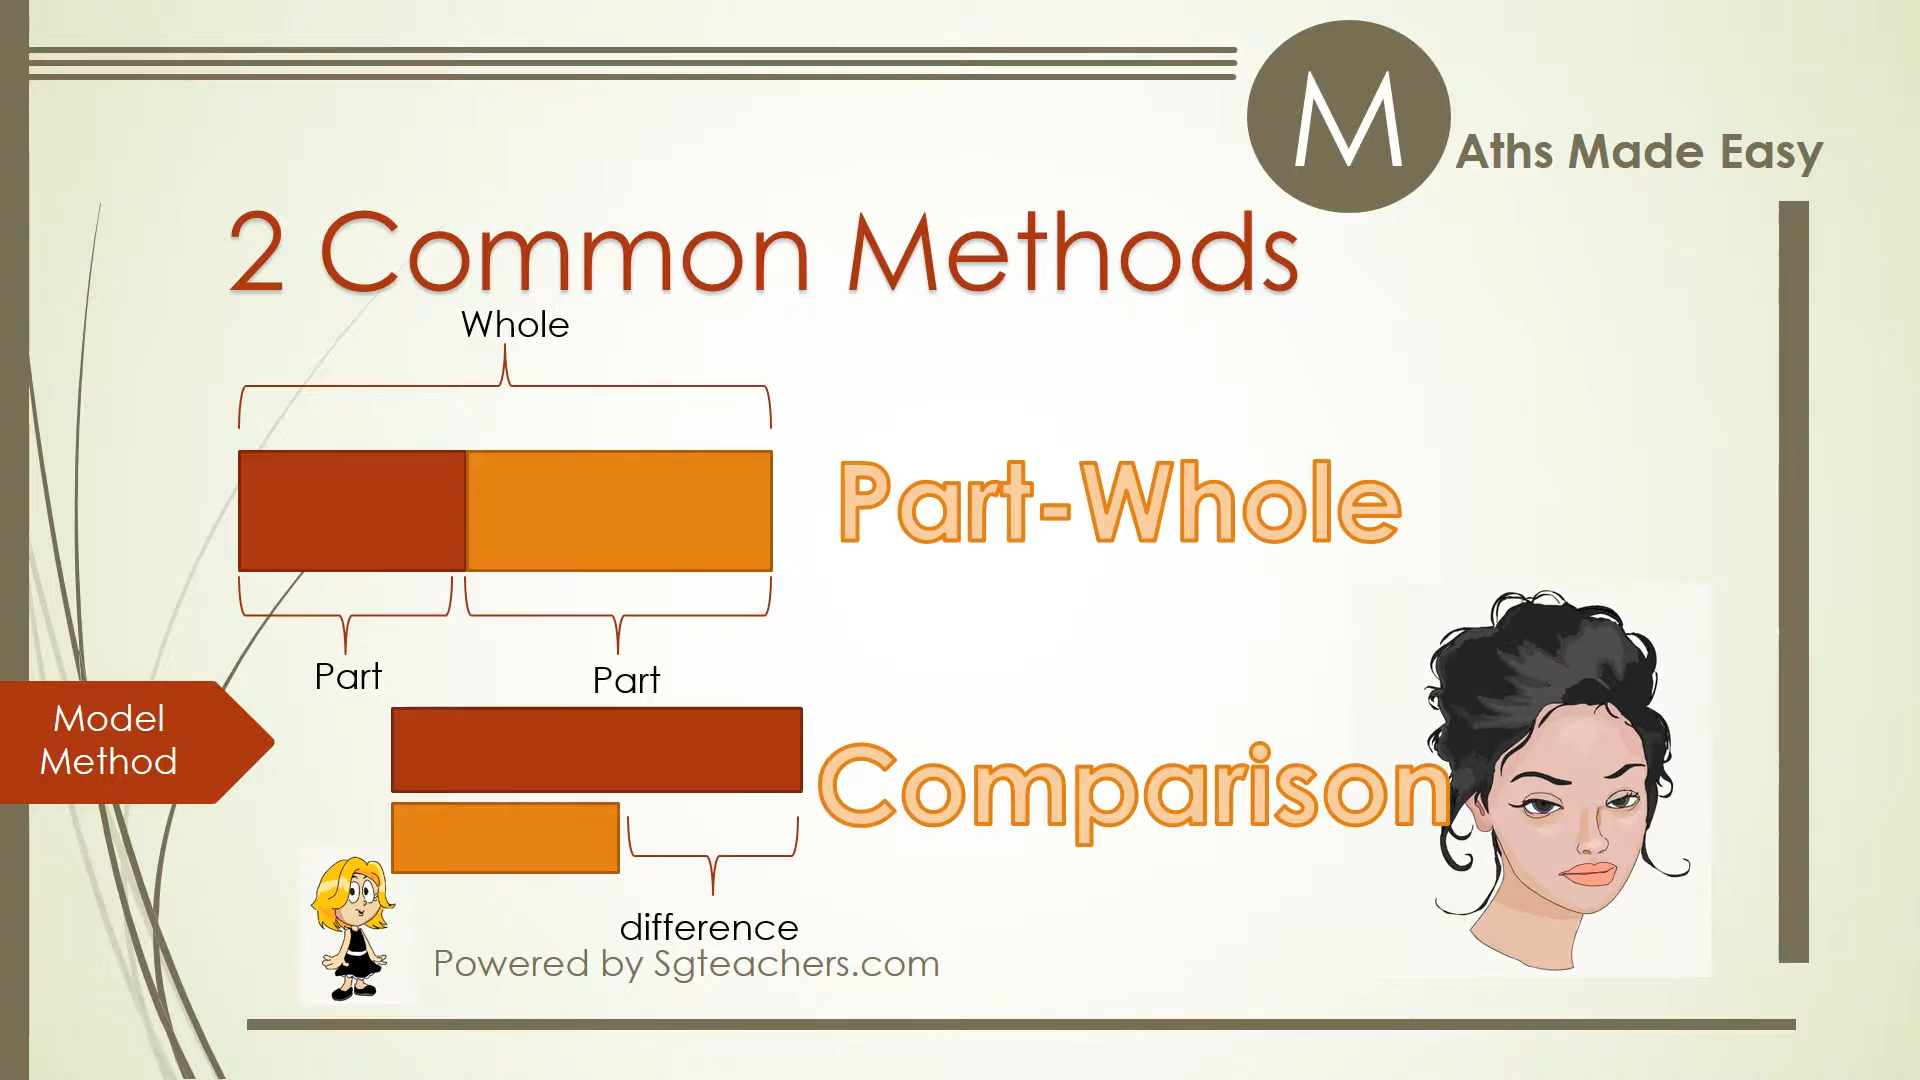 M
Aths Made Easy
2 Common Methods
Whole
Part-Whole
Part
Part
Model
Method
Comparison
difference
Powered by Sgteachers.com